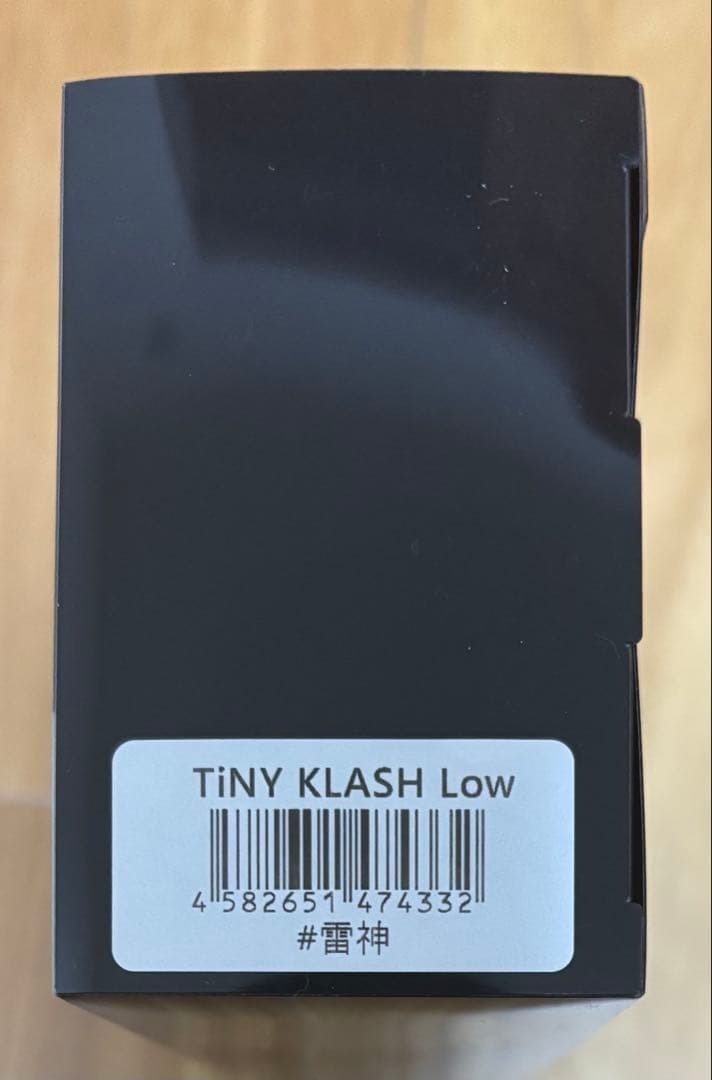 TiNY KLASH Low
4 582651 474332
#雷神